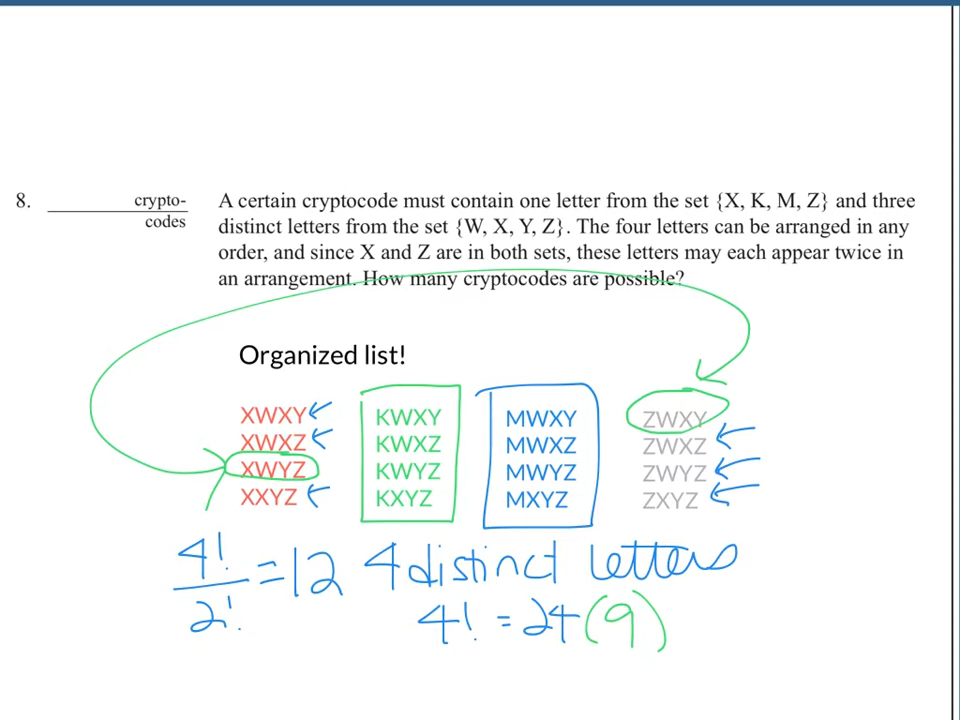 8. crypto-codes
A certain cryptocode must contain one letter from the set {X, K, M, Z} and three
distinct letters from the set {W, X, Y, Z}. The four letters can be arranged in any
order, and since X and Z are in both sets, these letters may each appear twice in
an arrangement. How many cryptocodes are possible?
Organized list!
XWXY KWXY MWXY ZWXY
XWXZ KWXZ MWXZ ZWXZ
XWYZ KWYZ MWYZ ZWYZ
XXYZ KXYZ MXYZ ZXYZ
4!/2! = 12 4 distinct letters
4! = 24 (9)